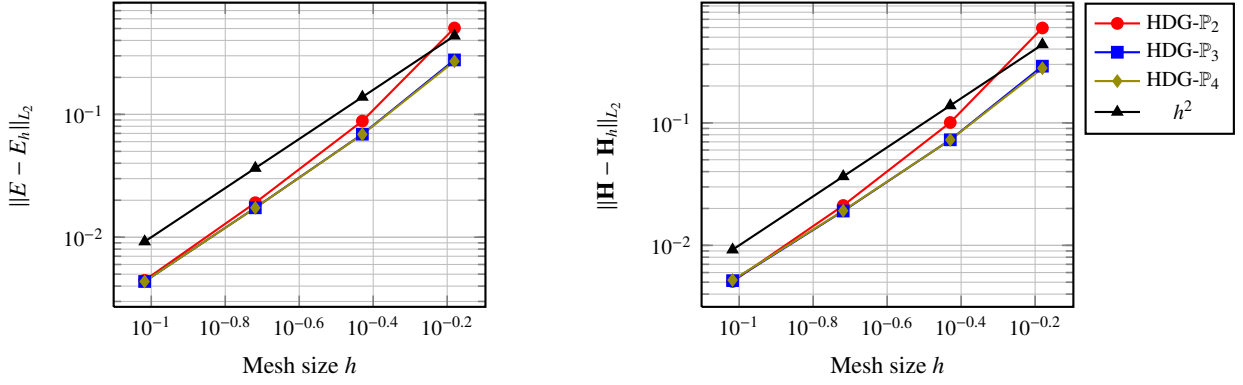 10^{-1}
10^{-2}
||E − E_h||_{L_2}
10^{-1} 10^{-0.8} 10^{-0.6} 10^{-0.4} 10^{-0.2}
Mesh size h
10^{-1}
10^{-2}
||𝐇 − 𝐇_h||_{L_2}
10^{-1} 10^{-0.8} 10^{-0.6} 10^{-0.4} 10^{-0.2}
Mesh size h
HDG-ℙ_2
HDG-ℙ_3
HDG-ℙ_4
h^2